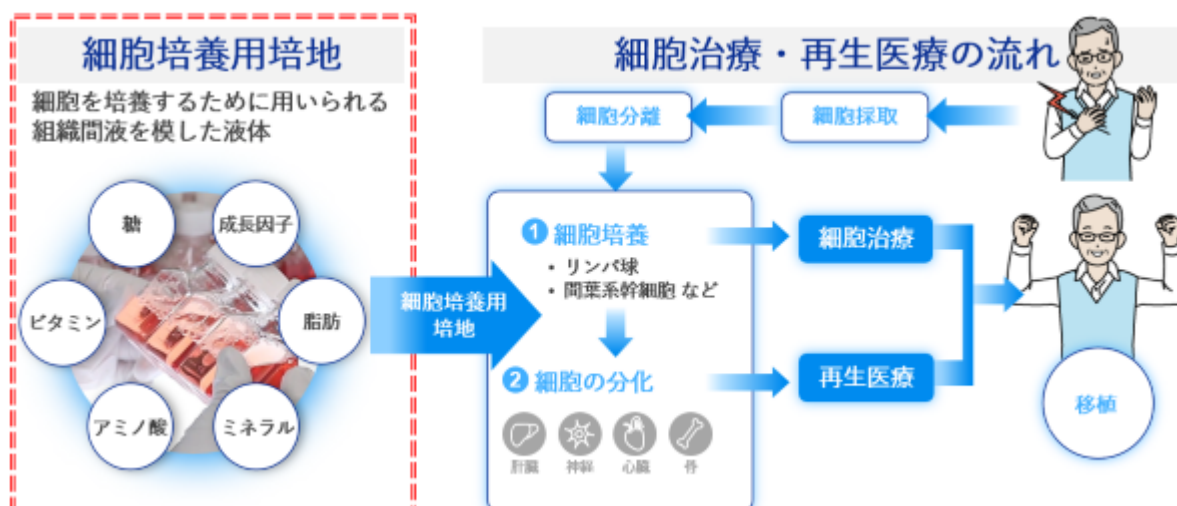 細胞培養用培地
細胞を培養するために用いられる
組織間液を模した液体
糖
成長因子
ビタミン
脂肪
アミノ酸
ミネラル
細胞培養用
培地
細胞治療・再生医療の流れ
細胞採取
細胞分離
1 細胞培養
・リンパ球
・間葉系幹細胞 など
2 細胞の分化
肝臓
神経
心臓
骨
細胞治療
再生医療
移植